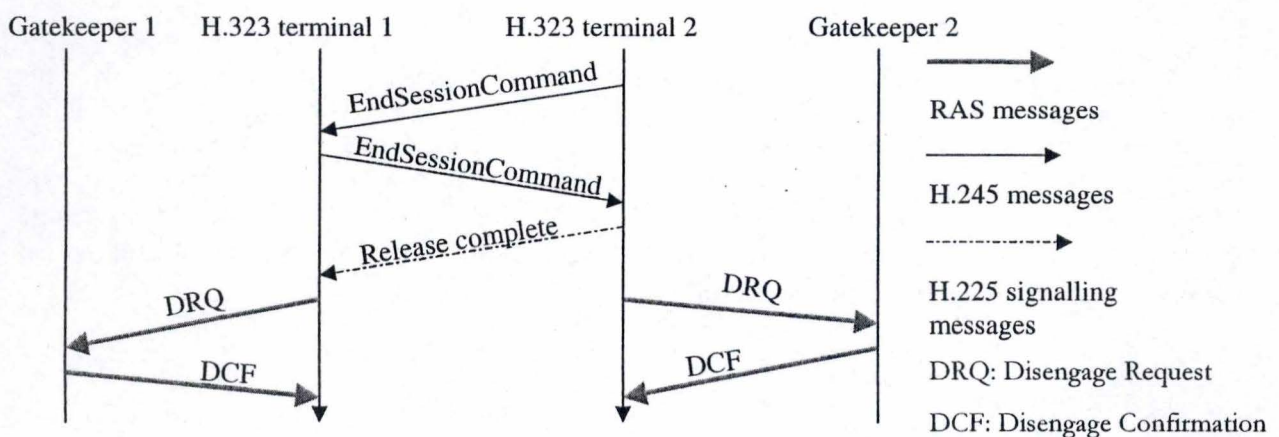 Gatekeeper 1 H.323 terminal 1 H.323 terminal 2 Gatekeeper 2
EndSessionCommand
EndSessionCommand
Release complete
DRQ
DRQ
DCF
DCF
RAS messages
H.245 messages
H.225 signalling
messages
DRQ: Disengage Request
DCF: Disengage Confirmation